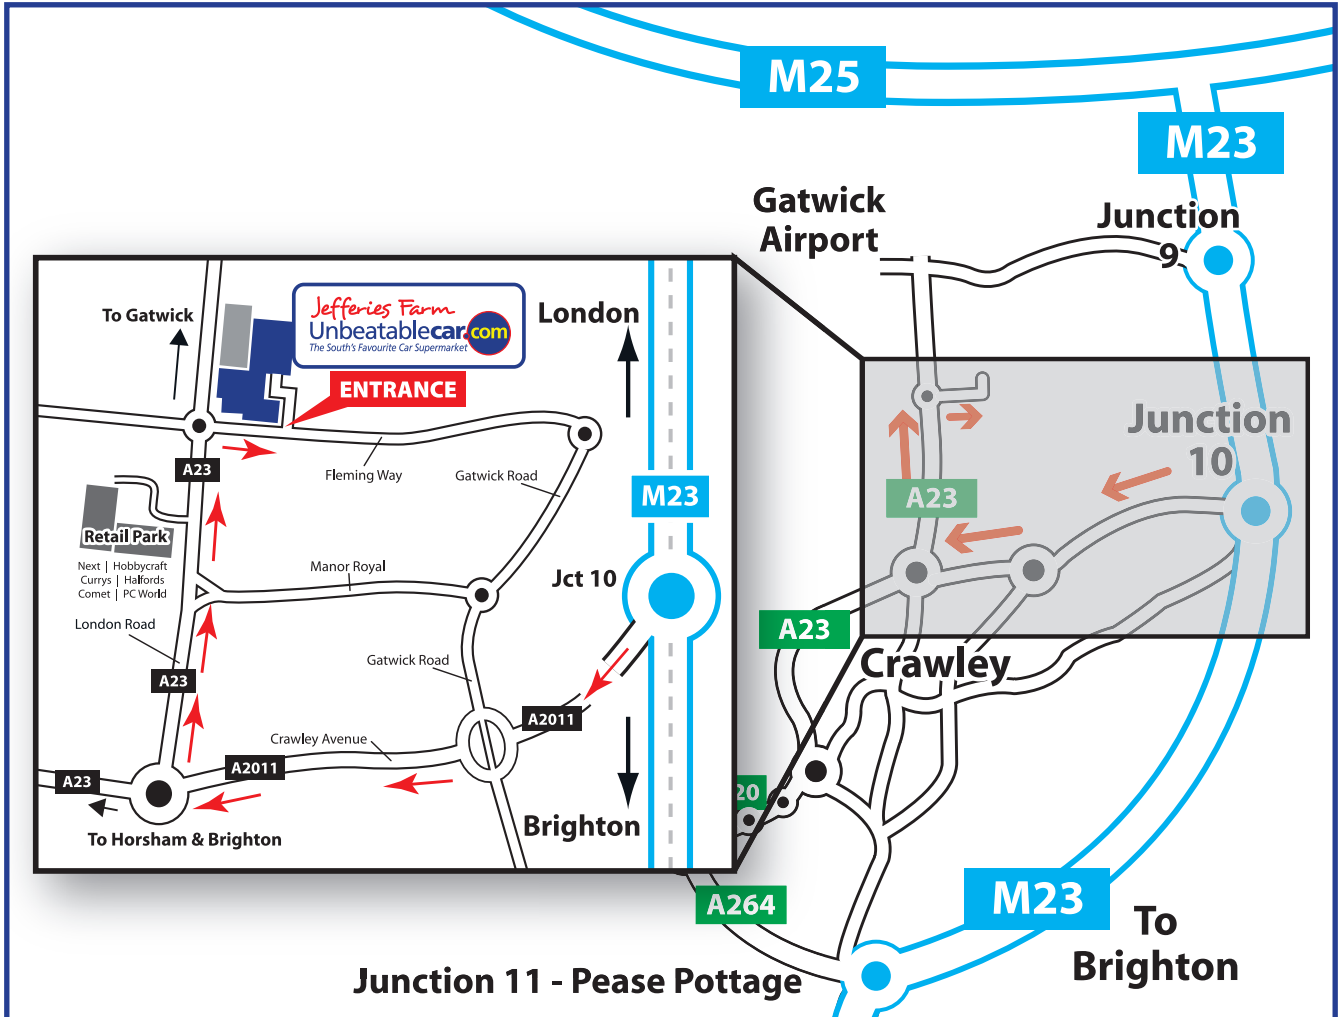 M25
M23
Gatwick
Airport
Junction
9
To Gatwick
Jefferies Farm
Unbeatablecar.com
The South's Favourite Car Supermarket
London
ENTRANCE
A23
Fleming Way
Gatwick Road
M23
Retail Park
Next | Hobbycraft
Currys | Halfords
Comet | PC World
Manor Royal
Jct 10
London Road
Gatwick Road
A23
A2011
Crawley Avenue
A2011
A23
To Horsham & Brighton
Brighton
Junction
10
A23
A23
Crawley
20
A264
M23
To
Brighton
Junction 11 - Pease Pottage